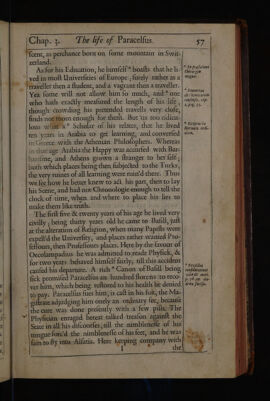 Chap. 3. The life of Paracelsus. 57
scent, as perchance born on some mountain in Swit-
zerland.
As for his Education, he himself boasts that he li-
ved in most Universities of Europe; surely rather as a
traveller then a student, and a vagrant then a traveller.
Yea some will not allow him so much, and one
who hath exactly measured the length of his life,
though crowding his pretended travells very close,
finds not room enough for them. But 'tis too ridicu-
lous what a Scholar of his relates, that he lived
ten years in Arabia to get learning, and conversed
in Greece with the Athenian Philosophers. Whereas
in that age Arabia the Happy was accursed with Bar-
barisme, and Athens grown a stranger to her self;
both which places being then subjected to the Turks,
the very ruines of all learning were ruin'd there. Thus
we see how he better knew to act his part, then to lay
his Scene, and had not Chronologie enough to tell the
clock of time, when and where to place his lies to
make them like truth.
The first five & twenty years of his age he lived very
civilly; being thirty years old he came to Basill, just
at the alteration of Religion, when many Papists were
expell'd the University, and places rather wanted Pro-
fessours, then Professours places. Here by the favour of
Oecolampadius he was admitted to reade Physick, &
for two years behaved himself fairly, till this accident
caused his departure. A rich Canon of Basill being
sick promised Paracelsus an hundred florens to reco-
ver him, which being restored to his health he denied
to pay. Paracelsus sues him, is cast in his suit, the Ma-
gistrate adjudging him onely an ordinary fee, because
the cure was done presently with a few pills. The
Physician enraged hereat talked treason against the
State in all his discourses, till the nimblenesse of his
tongue forc'd the nimblenesse of his feet, and he was
fain to fly into Alsatia. Here keeping company with
the